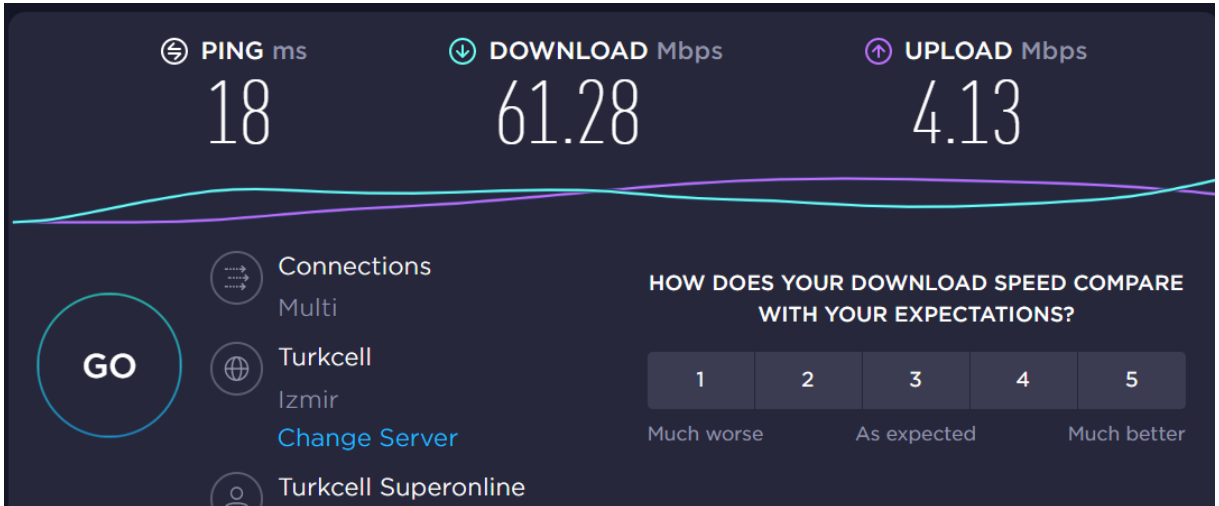 PING ms
18
DOWNLOAD Mbps
61.28
UPLOAD Mbps
4.13
GO
Connections
Multi
Turkcell
Izmir
Change Server
Turkcell Superonline
HOW DOES YOUR DOWNLOAD SPEED COMPARE
WITH YOUR EXPECTATIONS?
1 2 3 4 5
Much worse As expected Much better